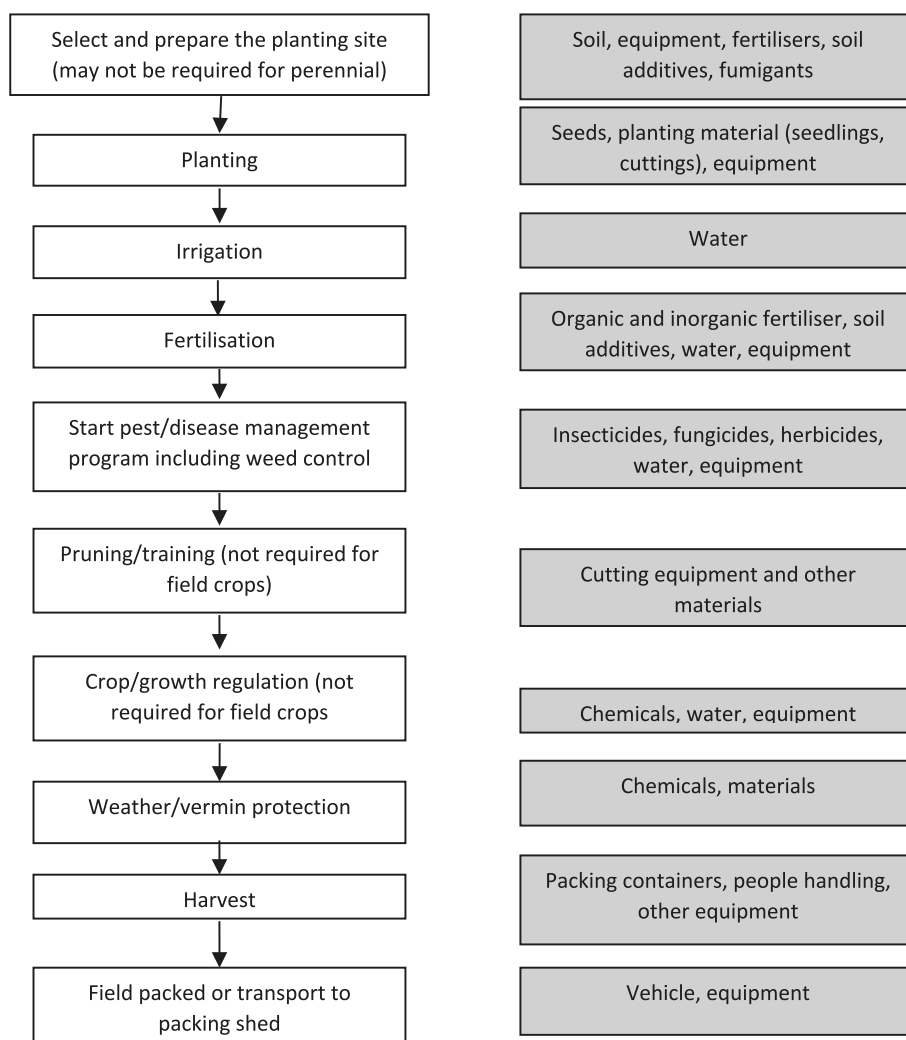 Select and prepare the planting site
(may not be required for perennial)
Soil, equipment, fertilisers, soil
additives, fumigants
Planting
Seeds, planting material (seedlings,
cuttings), equipment
Irrigation
Water
Fertilisation
Organic and inorganic fertiliser, soil
additives, water, equipment
Start pest/disease management
program including weed control
Insecticides, fungicides, herbicides,
water, equipment
Pruning/training (not required for
field crops)
Cutting equipment and other
materials
Crop/growth regulation (not
required for field crops
Chemicals, water, equipment
Weather/vermin protection
Chemicals, materials
Harvest
Packing containers, people handling,
other equipment
Field packed or transport to
packing shed
Vehicle, equipment